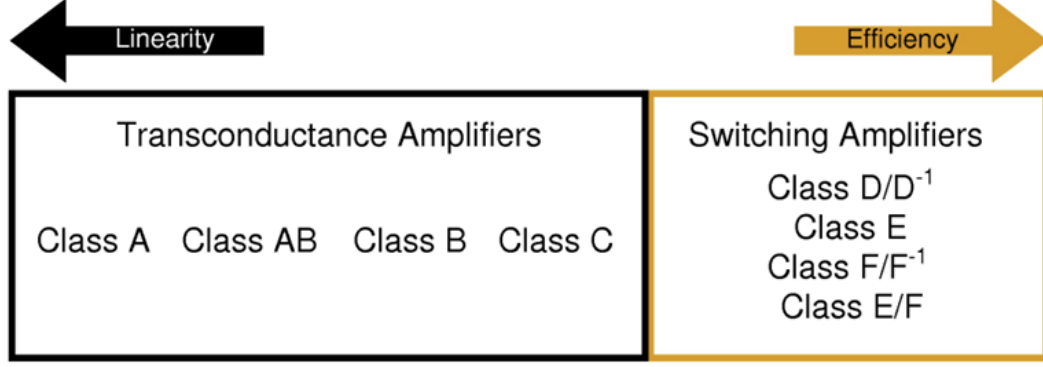 Linearity
Efficiency
Transconductance Amplifiers
Class A Class AB Class B Class C
Switching Amplifiers
Class D/D⁻¹
Class E
Class F/F⁻¹
Class E/F